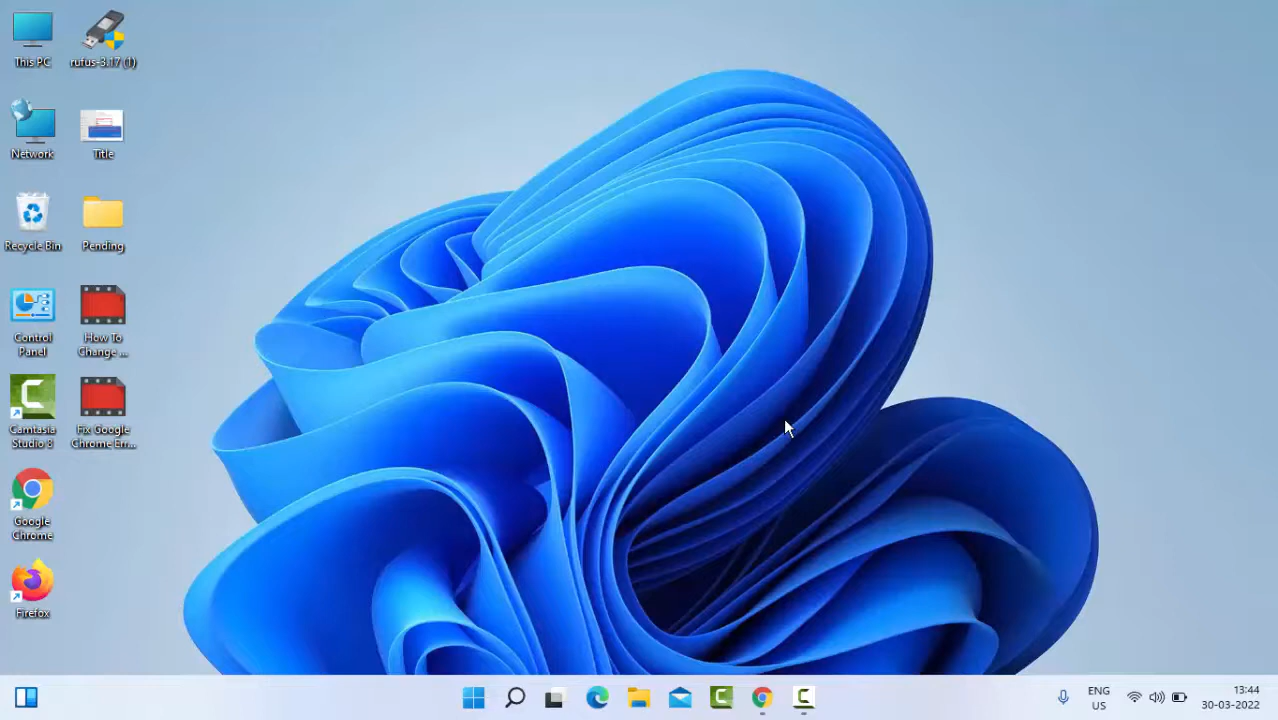 This PC
rufus-3.17 (1)
Network
Title
Recycle Bin
Pending
Control
Panel
How To
Change ...
Camtasia
Studio 8
Fix Google
Chrome Err...
Google
Chrome
Firefox
ENG
US
13:44
30-03-2022